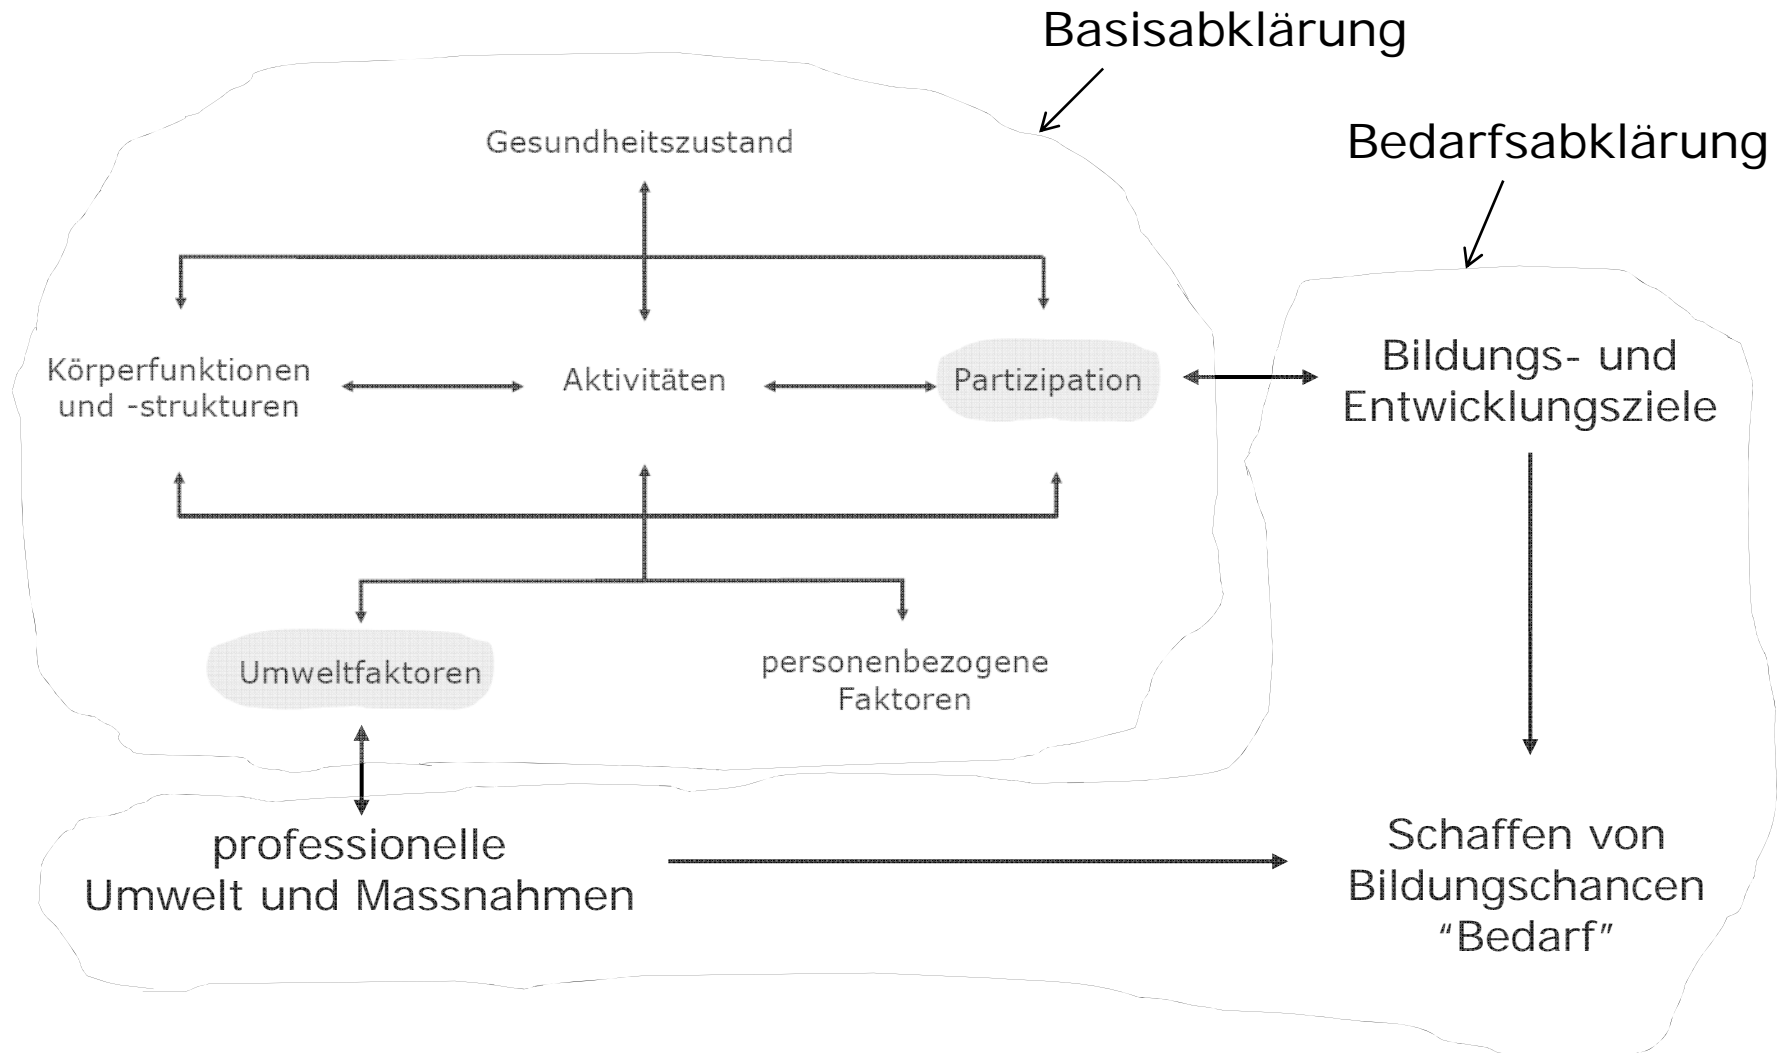 Basisabklärung
Bedarfsabklärung
Gesundheitszustand
Körperfunktionen
und -strukturen
Aktivitäten
Partizipation
Bildungs- und
Entwicklungsziele
Umweltfaktoren
personenbezogene
Faktoren
professionelle
Umwelt und Massnahmen
Schaffen von
Bildungschancen
“Bedarf”